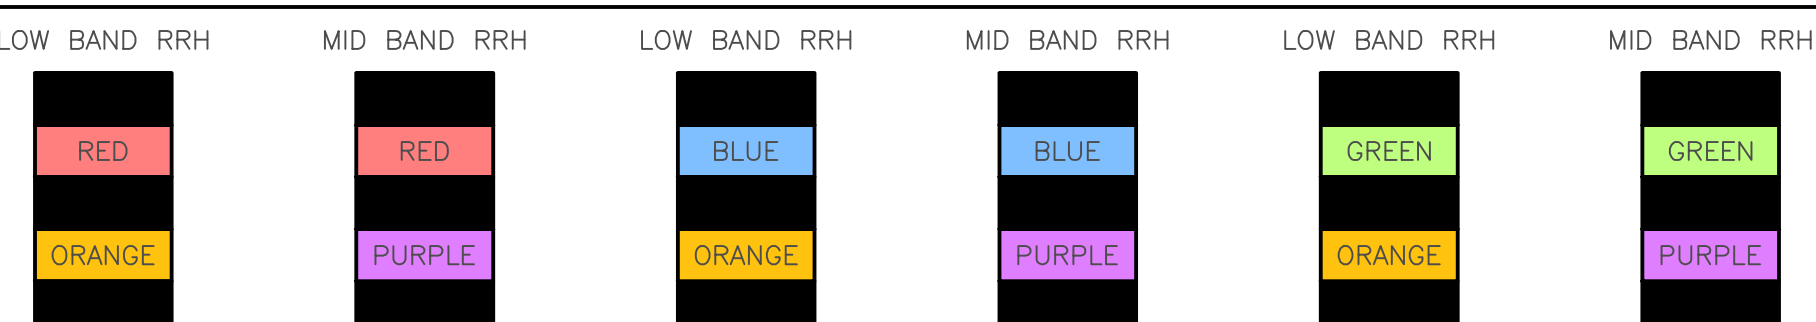 LOW BAND RRH MID BAND RRH LOW BAND RRH MID BAND RRH LOW BAND RRH MID BAND RRH
RED RED BLUE BLUE GREEN GREEN
ORANGE PURPLE ORANGE PURPLE ORANGE PURPLE